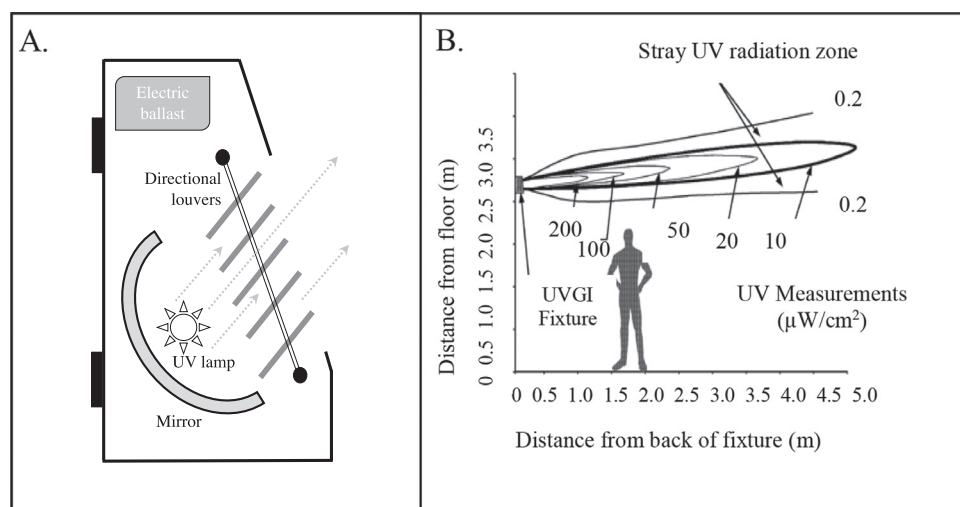 A.
Electric
ballast
Directional
louvers
UV lamp
Mirror
B.
Stray UV radiation zone
0.2
0.2
200
100
50
20
10
UVGI
Fixture
UV Measurements
(µW/cm²)
Distance from floor (m)
0 0.5 1.0 1.5 2.0 2.5 3.0 3.5
0 0.5 1.0 1.5 2.0 2.5 3.0 3.5 4.0 4.5 5.0
Distance from back of fixture (m)